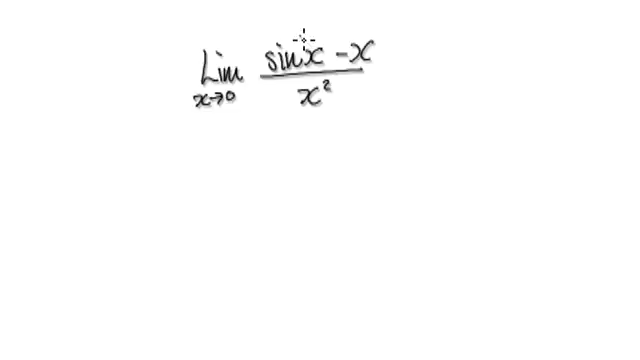 Lim sinx - x
x→0 x²